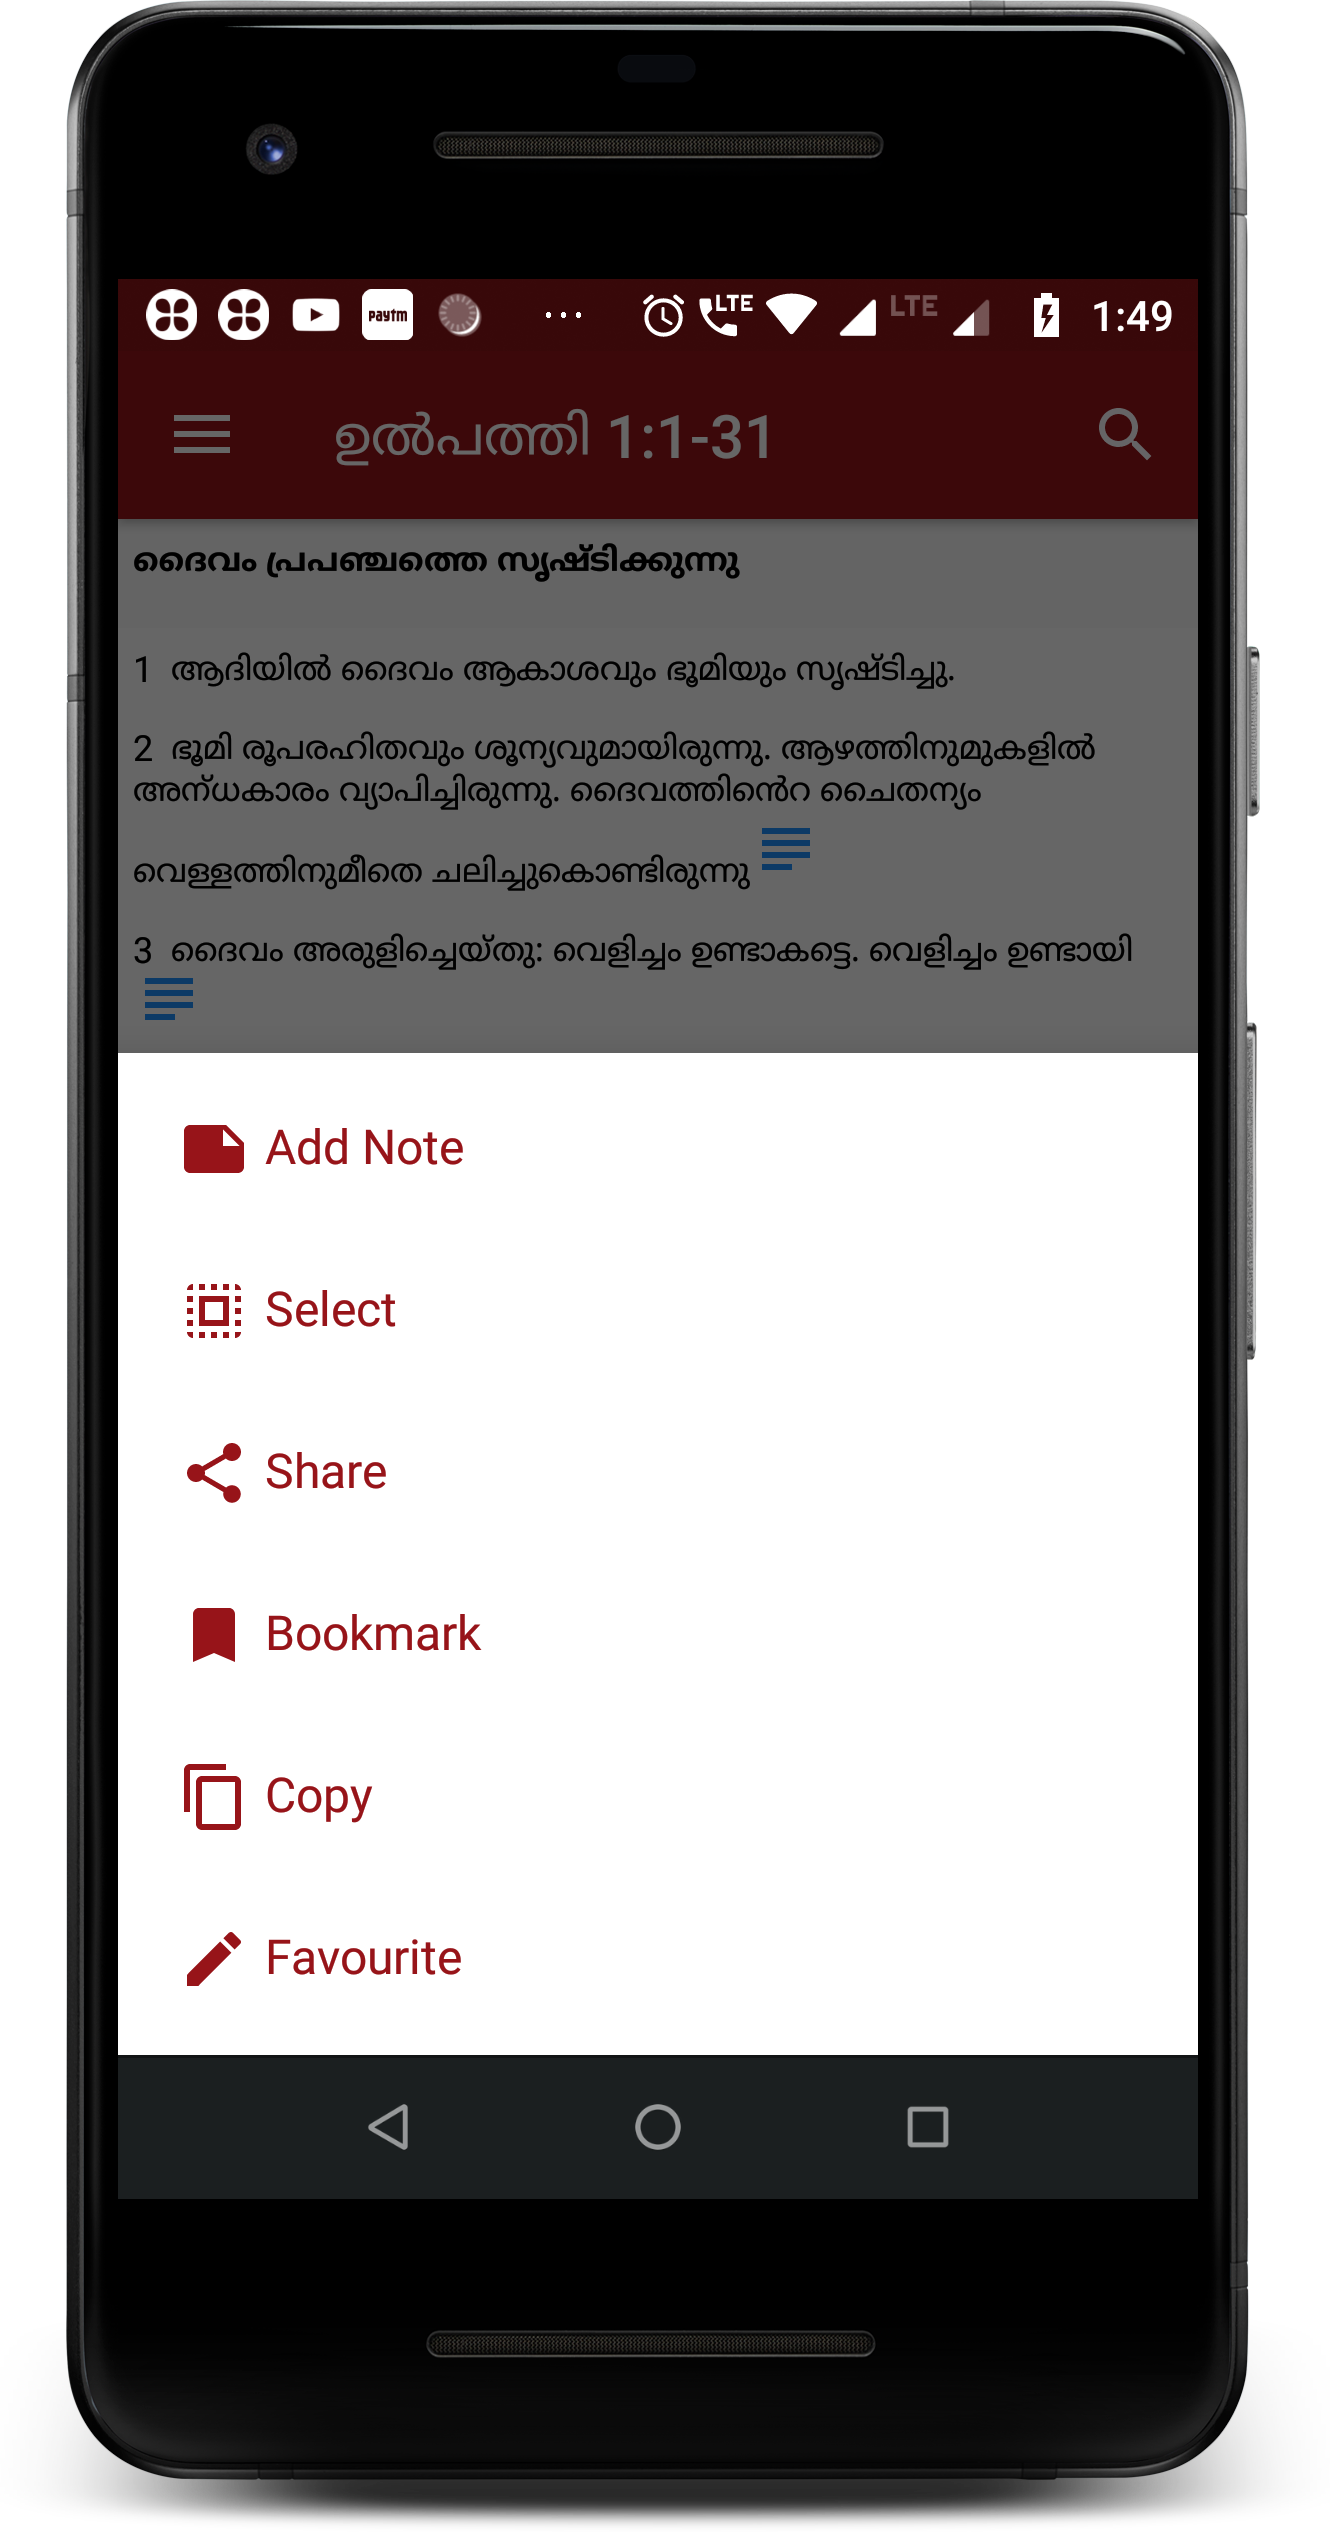 paytm LTE LTE 1:49
ഉൽപത്തി 1:1-31
ദൈവം പ്രപഞ്ചത്തെ സൃഷ്ടിക്കുന്നു
1 ആദിയിൽ ദൈവം ആകാശവും ഭൂമിയും സൃഷ്ടിച്ചു.
2 ഭൂമി രൂപരഹിതവും ശൂന്യവുമായിരുന്നു. ആഴത്തിനുമുകളിൽ
അന്ധകാരം വ്യാപിച്ചിരുന്നു. ദൈവത്തിൻെറ ചൈതന്യം
വെള്ളത്തിനുമീതെ ചലിച്ചുകൊണ്ടിരുന്നു
3 ദൈവം അരുളിച്ചെയ്തു: വെളിച്ചം ഉണ്ടാകട്ടെ. വെളിച്ചം ഉണ്ടായി
Add Note
Select
Share
Bookmark
Copy
Favourite